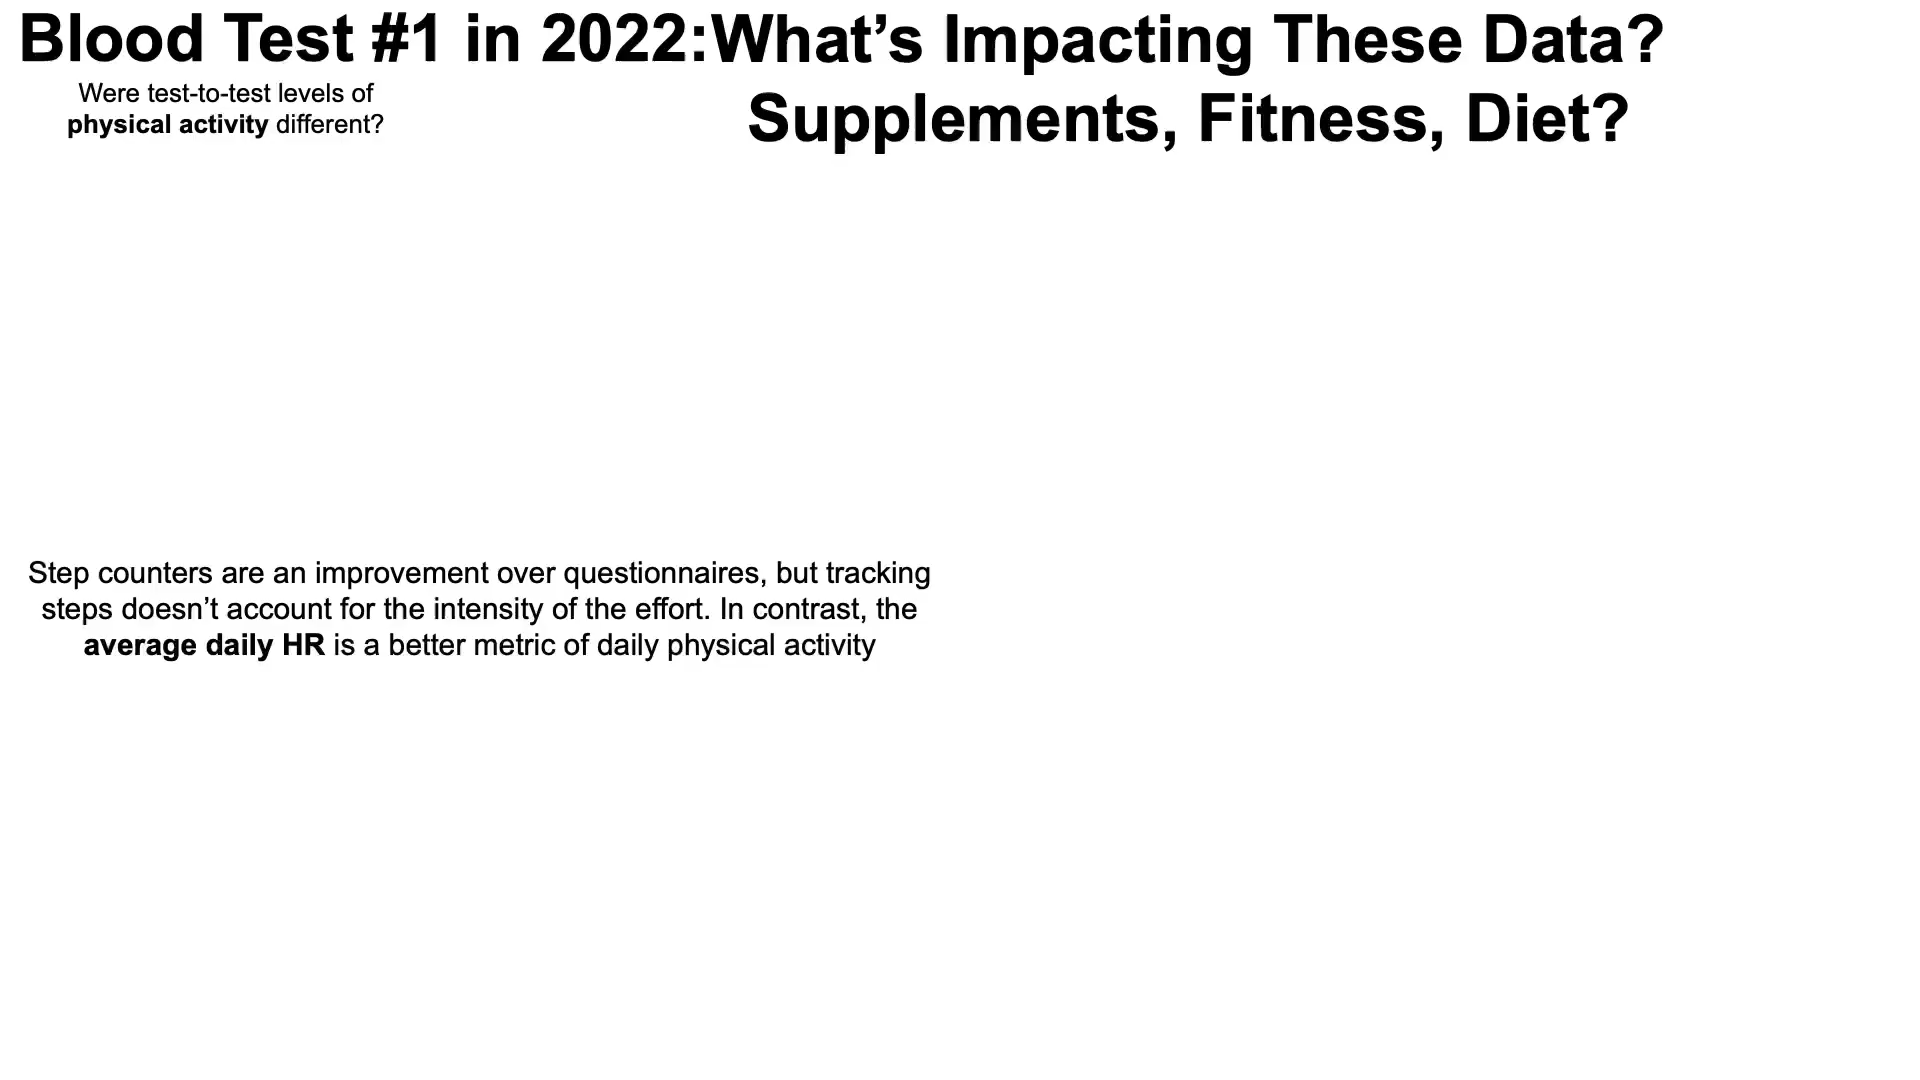 Blood Test #1 in 2022:What’s Impacting These Data?
Supplements, Fitness, Diet?
Were test-to-test levels of
physical activity different?
Step counters are an improvement over questionnaires, but tracking
steps doesn’t account for the intensity of the effort. In contrast, the
average daily HR is a better metric of daily physical activity